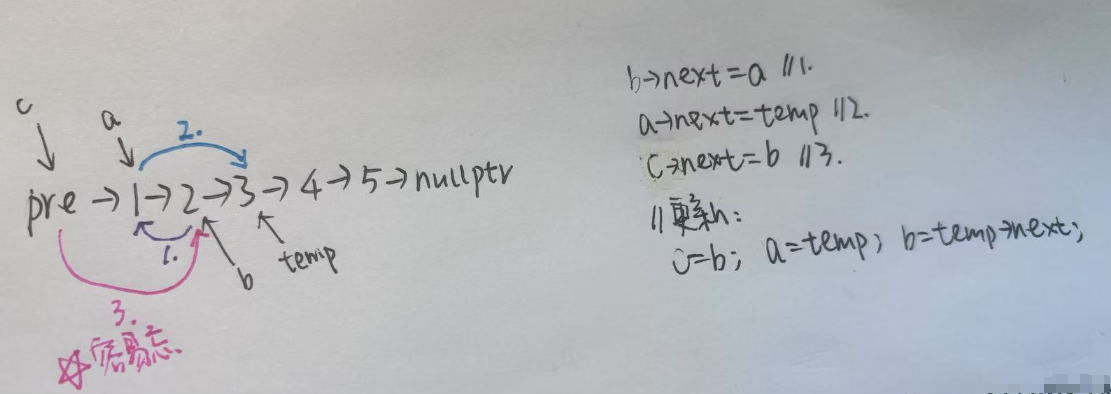 c
a
2.
pre→1→2→3→4→5→nullptr
1.
b
temp
3.
☆容易忘
b→next=a //1.
a→next=temp //2.
c→next=b //3.
//更新:
c=b; a=temp; b=temp→next;